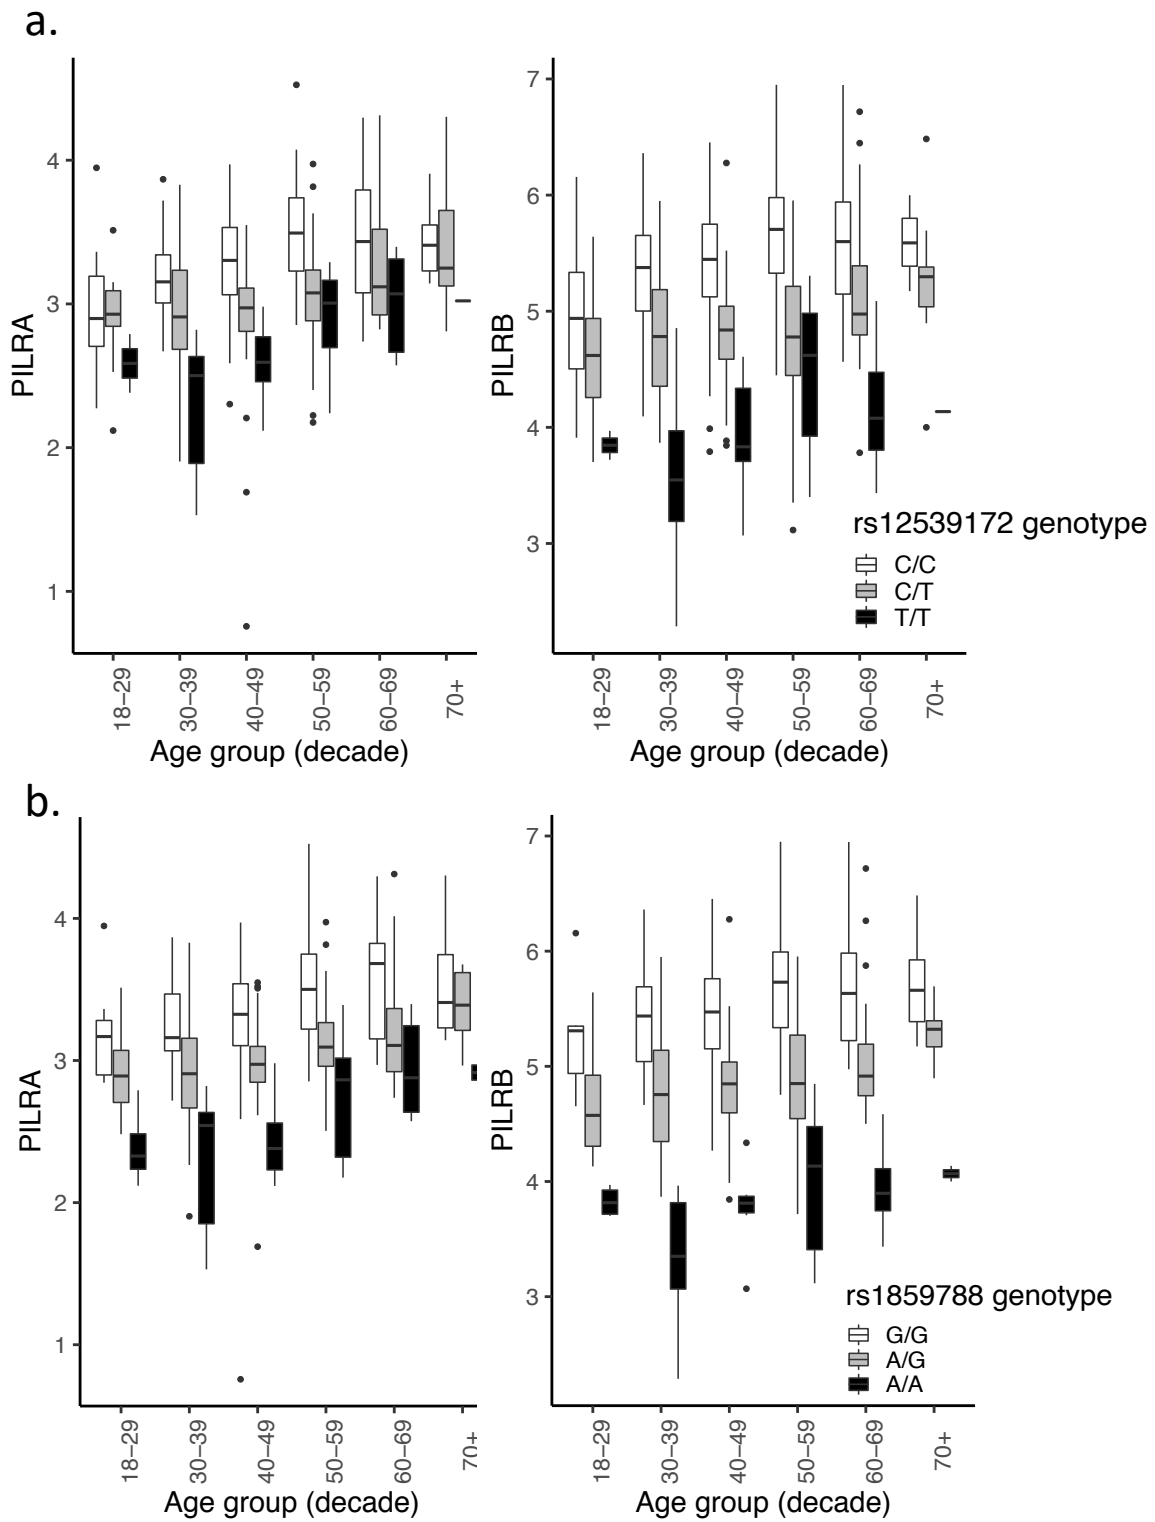 a.
4
3
2
1
PILRA
18–29
30–39
40–49
50–59
60–69
70+
Age group (decade)
7
6
5
4
3
PILRB
18–29
30–39
40–49
50–59
60–69
70+
Age group (decade)
rs12539172 genotype
C/C
C/T
T/T
b.
4
3
2
1
PILRA
18–29
30–39
40–49
50–59
60–69
70+
Age group (decade)
7
6
5
4
3
PILRB
18–29
30–39
40–49
50–59
60–69
70+
Age group (decade)
rs1859788 genotype
G/G
A/G
A/A